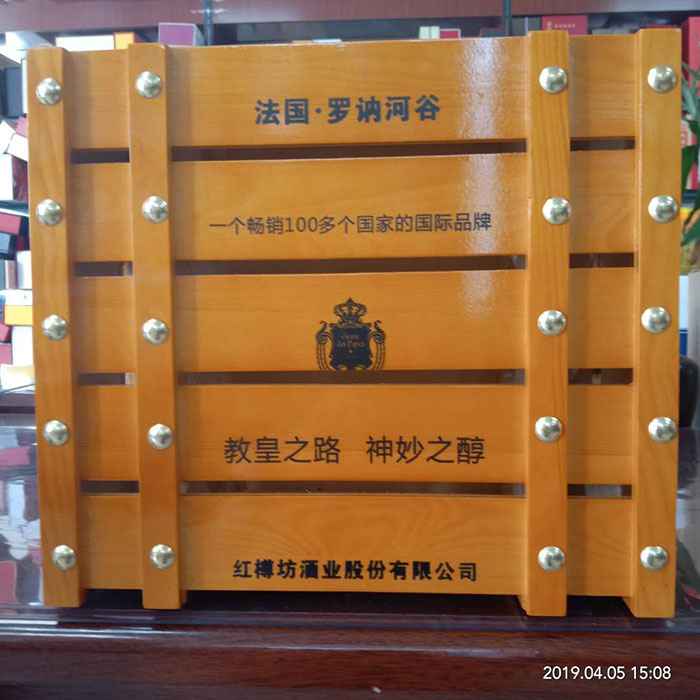 法国·罗讷河谷
一个畅销100多个国家的国际品牌
教皇之路 神妙之醇
红樽坊酒业股份有限公司
2019.04.05 15:08